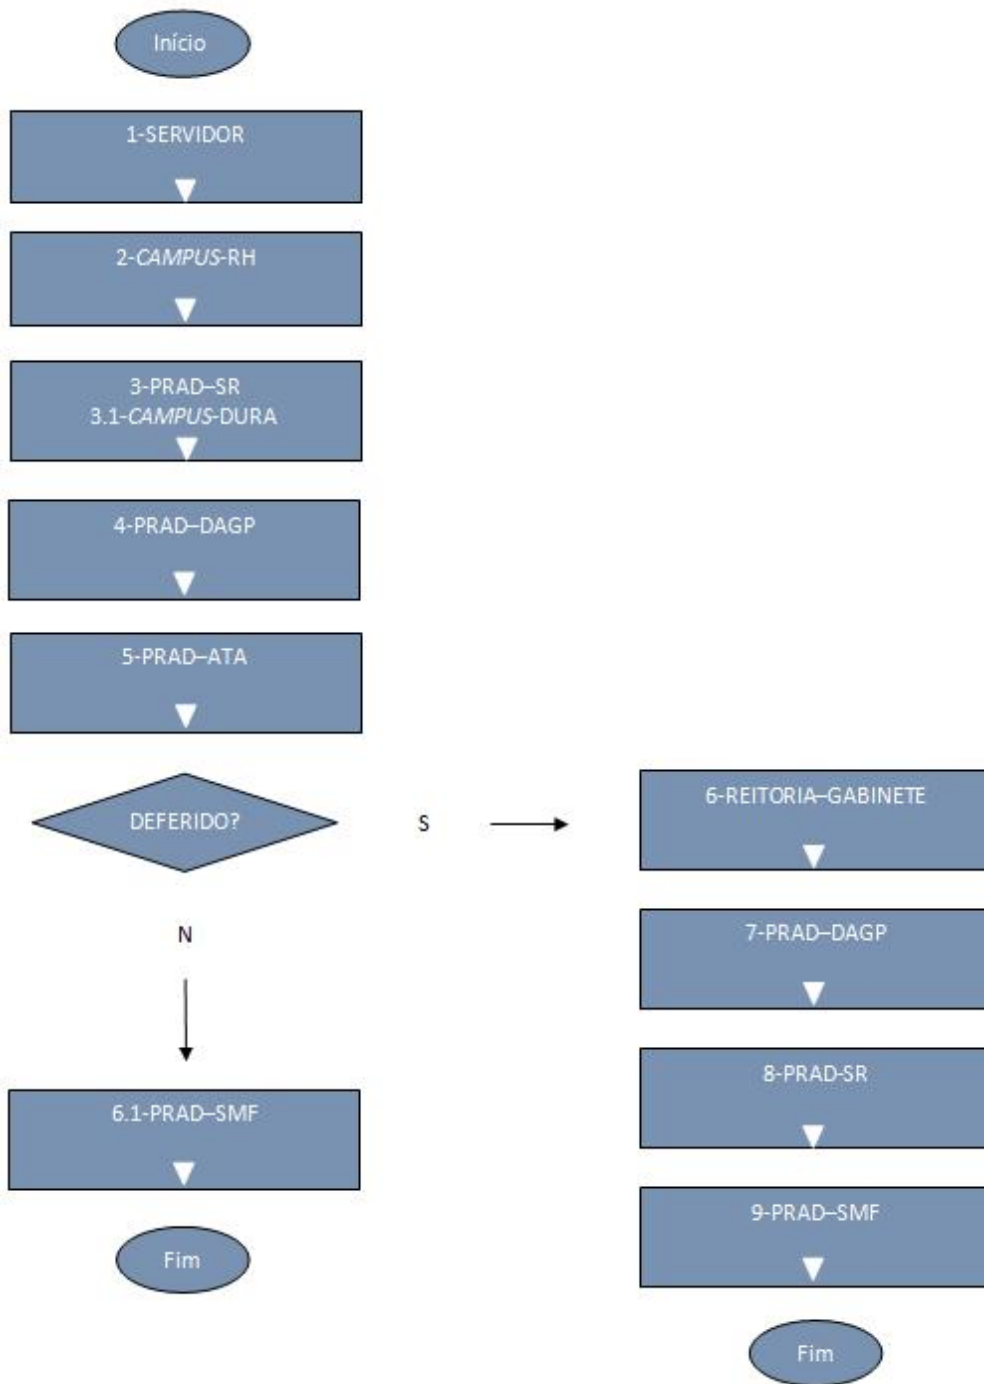 Início
1-SERVIDOR
2-CAMPUS-RH
3-PRAD–SR
3.1-CAMPUS-DURA
4-PRAD–DAGP
5-PRAD–ATA
DEFERIDO?
S
N
6.1-PRAD–SMF
Fim
6-REITORIA–GABINETE
7-PRAD–DAGP
8-PRAD-SR
9-PRAD–SMF
Fim